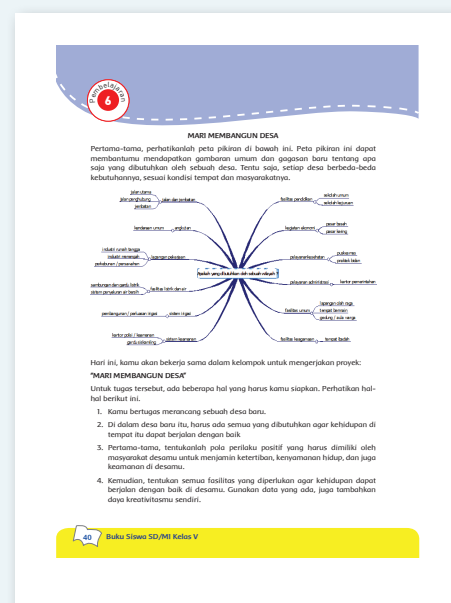 Pembelajaran
6
MARI MEMBANGUN DESA
Pertama-tama, perhatikanlah peta pikiran di bawah ini. Peta pikiran ini dapat
membantumu mendapatkan gambaran umum dan gagasan baru tentang apa
saja yang dibutuhkan oleh sebuah desa. Tentu saja, setiap desa berbeda-beda
kebutuhannya, sesuai kondisi tempat dan masyarakatnya.
jalan utama
jalan penghubung
jembatan
jalan dan jembatan
kendaraan umum
angkutan
industri rumah tangga
industri menengah
perkebunan / persawahan
lapangan pekerjaan
sambungan dan gardu listrik
sistem penyaluran air bersih
fasilitas listrik dan air
pembangunan / perluasan irigasi
sistem irigasi
kantor polisi / keamanan
gardu siskamling
sistem keamanan
Apakah yang dibutuhkan oleh sebuah wilayah ?
fasilitas pendidikan
sekolah umum
sekolah kejuruan
kegiatan ekonomi
pasar basah
pasar kering
pelayanan kesehatan
puskesmas
praktek bidan
pelayanan administrasi
kantor pemerintahan
fasilitas umum
lapangan olah raga
tempat bermain
gedung / aula warga
fasilitas keagamaan
tempat ibadah
Hari ini, kamu akan bekerja sama dalam kelompok untuk mengerjakan proyek:
"MARI MEMBANGUN DESA"
Untuk tugas tersebut, ada beberapa hal yang harus kamu siapkan. Perhatikan hal-
hal berikut ini.
1. Kamu bertugas merancang sebuah desa baru.
2. Di dalam desa baru itu, harus ada semua yang dibutuhkan agar kehidupan di
tempat itu dapat berjalan dengan baik
3. Pertama-tama, tentukanlah pola perilaku positif yang harus dimiliki oleh
masyarakat desamu untuk menjamin ketertiban, kenyamanan hidup, dan juga
keamanan di desamu.
4. Kemudian, tentukan semua fasilitas yang diperlukan agar kehidupan dapat
berjalan dengan baik di desamu. Gunakan data yang ada, juga tambahkan
daya kreativitasmu sendiri.
40
Buku Siswa SD/MI Kelas V